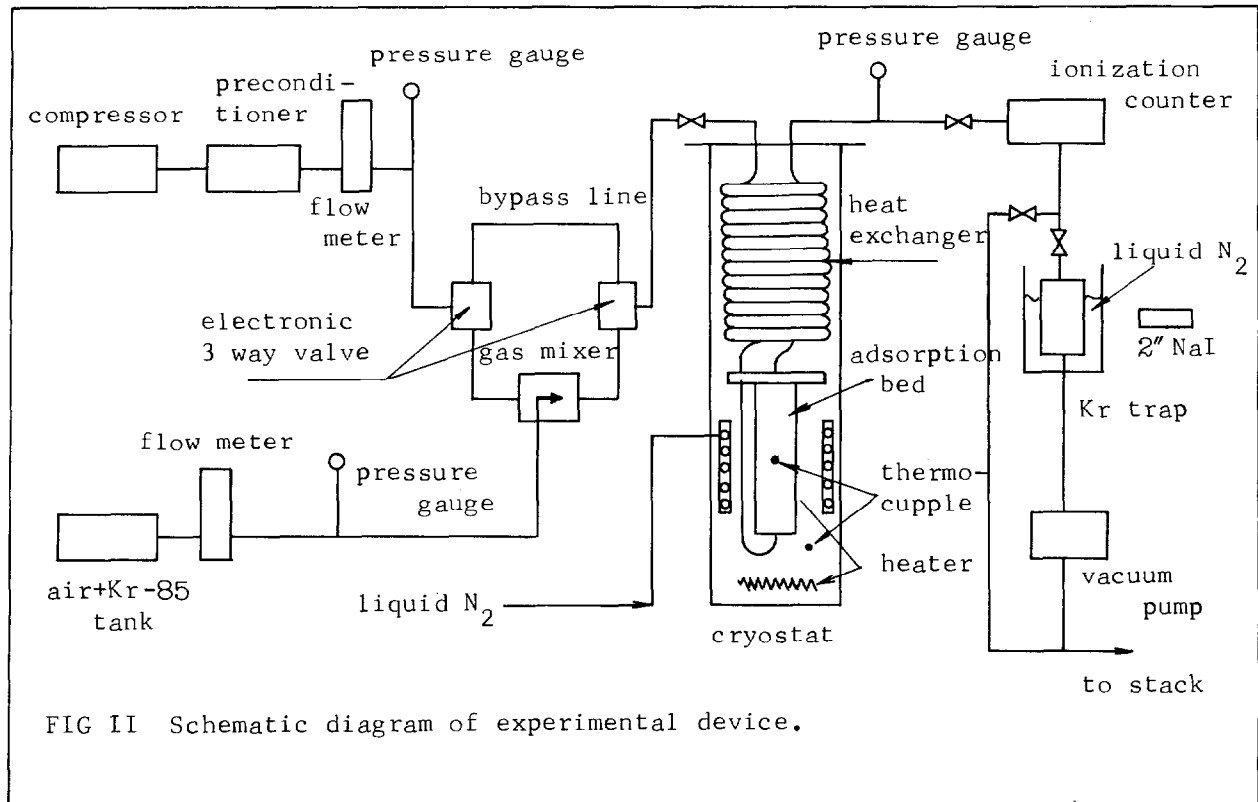 pressure gauge
precondi-
tioner
compressor
flow
meter
bypass line
electronic
3 way valve
gas mixer
flow meter
pressure
gauge
air+Kr-85
tank
liquid N2
pressure gauge
ionization
counter
heat
exchanger
liquid N2
2" NaI
adsorption
bed
Kr trap
thermo-
cupple
heater
vacuum
pump
cryostat
to stack
FIG II Schematic diagram of experimental device.